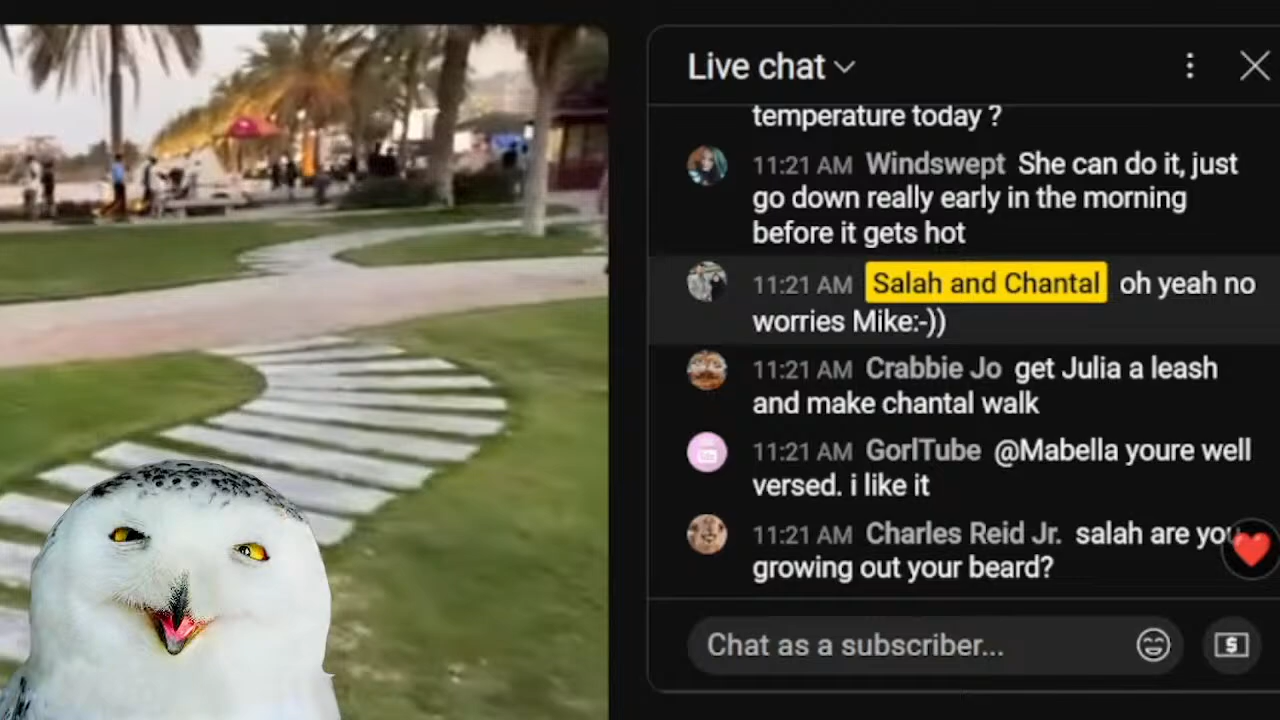 Live chat
temperature today ?
11:21 AM Windswept She can do it, just
go down really early in the morning
before it gets hot
11:21 AM Salah and Chantal oh yeah no
worries Mike:-))
11:21 AM Crabbie Jo get Julia a leash
and make chantal walk
11:21 AM GorlTube @Mabella youre well
versed. i like it
11:21 AM Charles Reid Jr. salah are you
growing out your beard?
Chat as a subscriber...
$